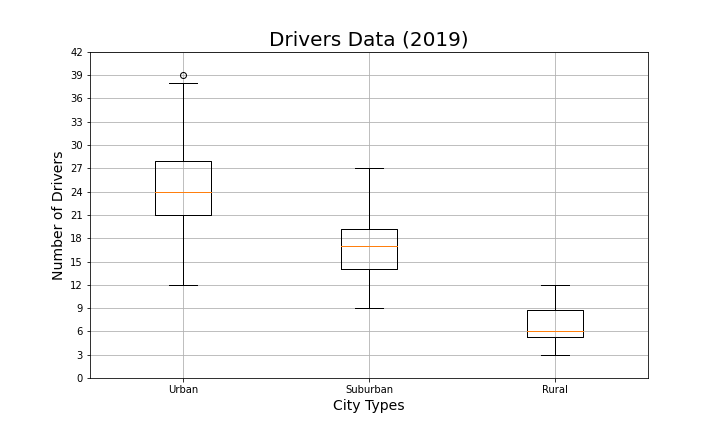 Drivers Data (2019)
Number of Drivers
42
39
36
33
30
27
24
21
18
15
12
9
6
3
0
Urban
Suburban
Rural
City Types